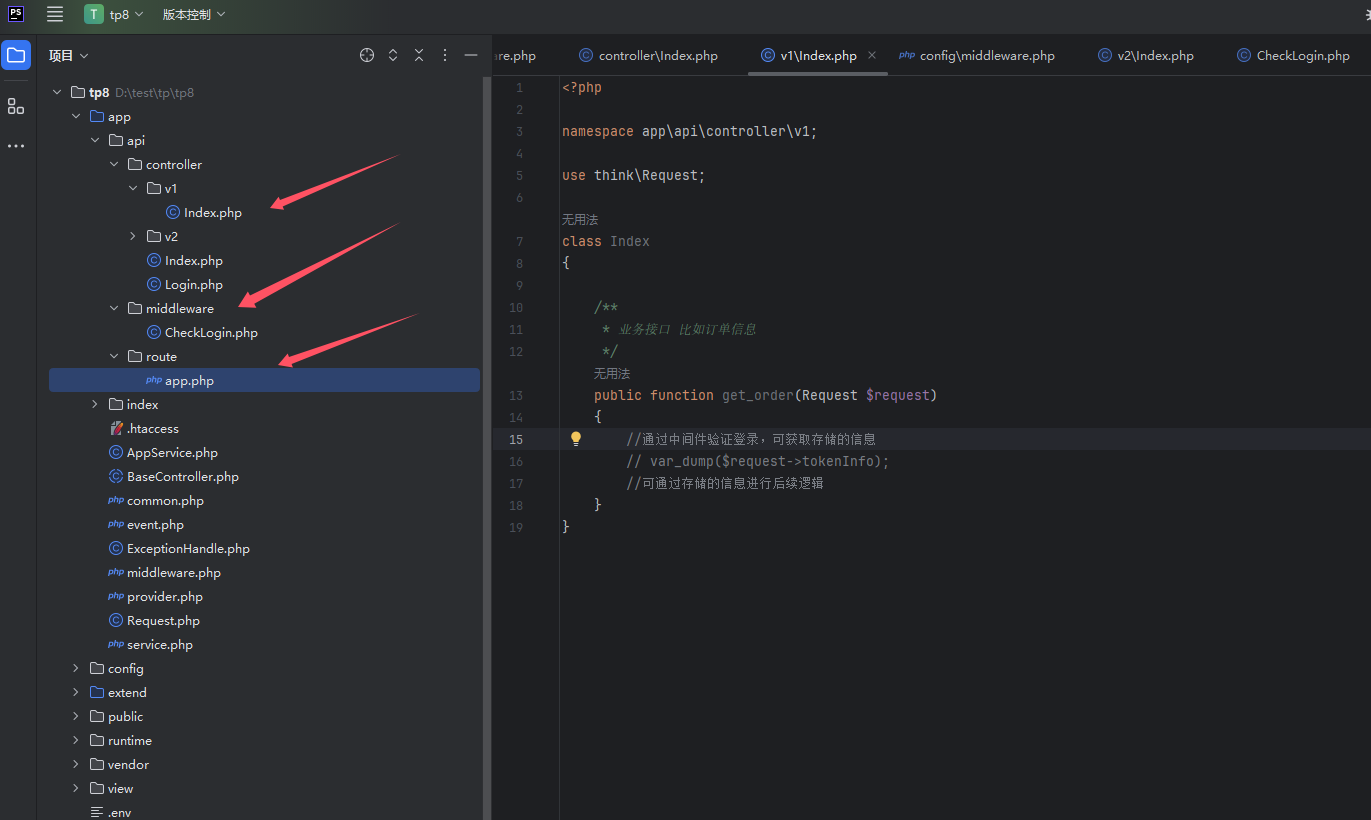 PS T tp8 版本控制
项目
re.php controller\Index.php v1\Index.php php config\middleware.php v2\Index.php CheckLogin.php
tp8 D:\test\tp\tp8
app
api
controller
v1
Index.php
v2
Index.php
Login.php
middleware
CheckLogin.php
route
php app.php
index
.htaccess
AppService.php
BaseController.php
php common.php
php event.php
ExceptionHandle.php
php middleware.php
php provider.php
Request.php
php service.php
config
extend
public
runtime
vendor
view
.env
1 <?php
2
3 namespace app\api\controller\v1;
4
5 use think\Request;
6
无用法
7 class Index
8 {
9
10 /**
11 * 业务接口 比如订单信息
12 */
无用法
13 public function get_order(Request $request)
14 {
15 //通过中间件验证登录，可获取存储的信息
16 // var_dump($request->tokenInfo);
17 //可通过存储的信息进行后续逻辑
18 }
19 }